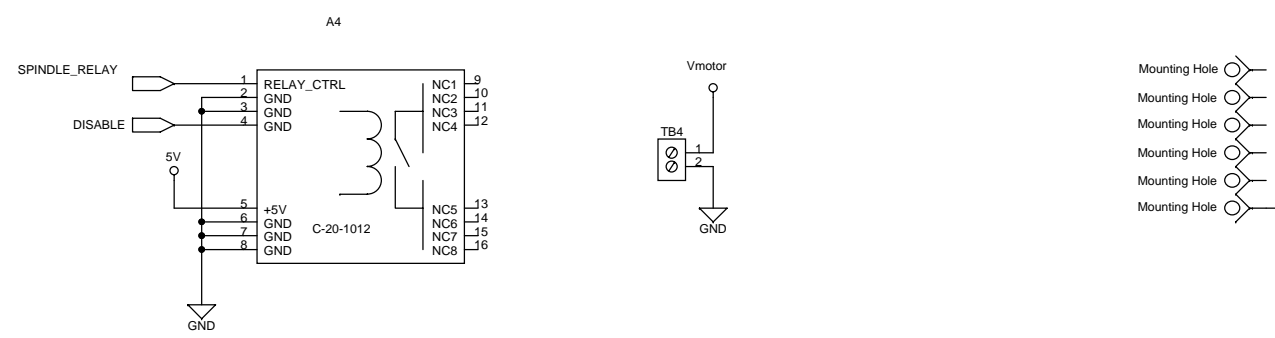 A4
SPINDLE_RELAY
DISABLE
5V
1 RELAY_CTRL
2 GND
3 GND
4 GND
5 +5V
6 GND
7 GND
8 GND
C-20-1012
NC1 9
NC2 10
NC3 11
NC4 12
NC5 13
NC6 14
NC7 15
NC8 16
GND
Vmotor
TB4
1
2
GND
Mounting Hole
Mounting Hole
Mounting Hole
Mounting Hole
Mounting Hole
Mounting Hole